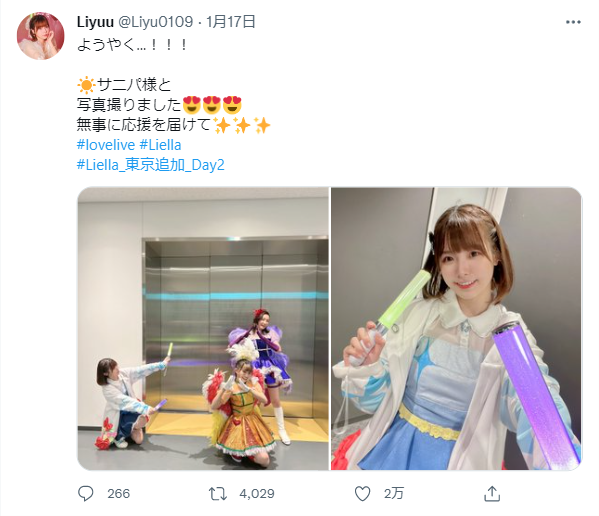 Liyuu @Liyu0109 · 1月17日
ようやく...！！！
☀サニパ様と
写真撮りました😍😍😍
無事に応援を届けて✨✨✨
#lovelive #Liella
#Liella_東京追加_Day2
266
4,029
2万